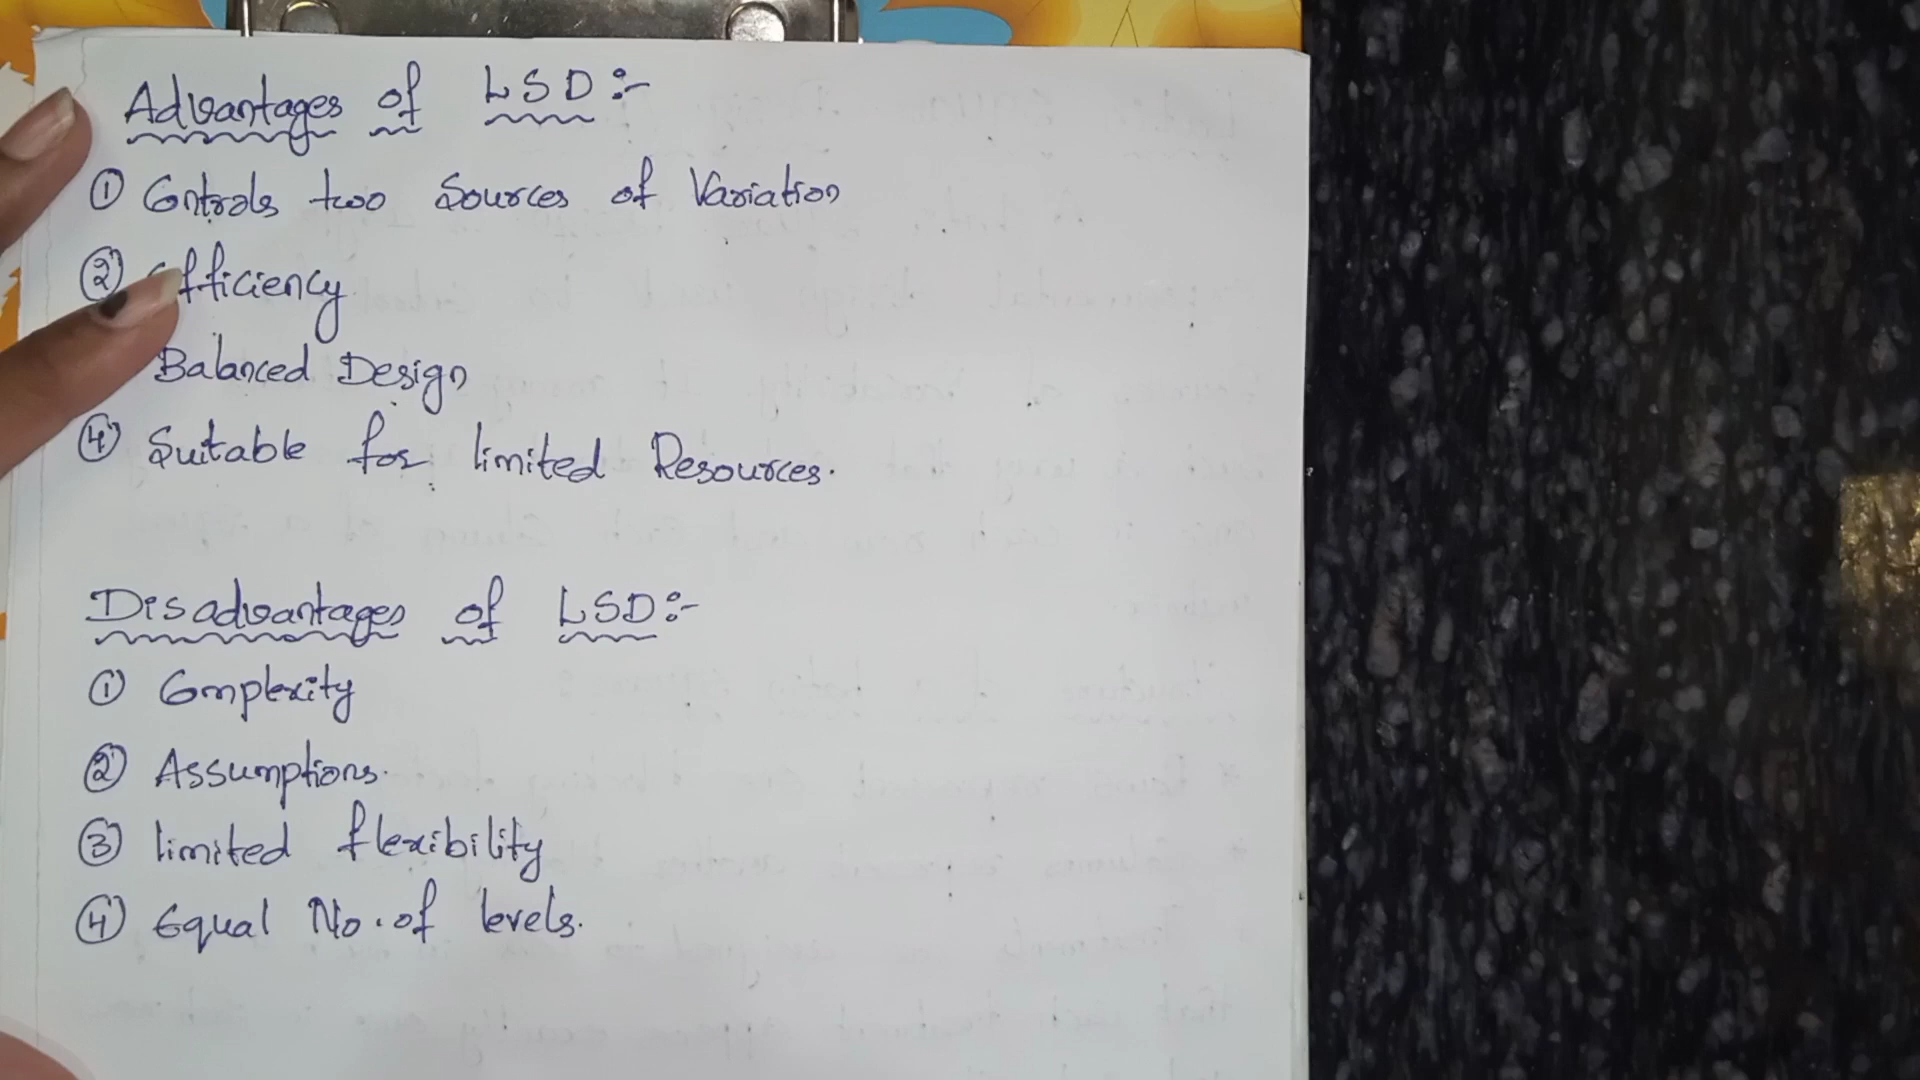 Advantages of LSD:-
① Controls two Sources of Variation
② Efficiency
Balanced Design
④ Suitable for limited Resources.
Disadvantages of LSD:-
① Complexity
② Assumptions.
③ limited flexibility
④ Equal No. of levels.